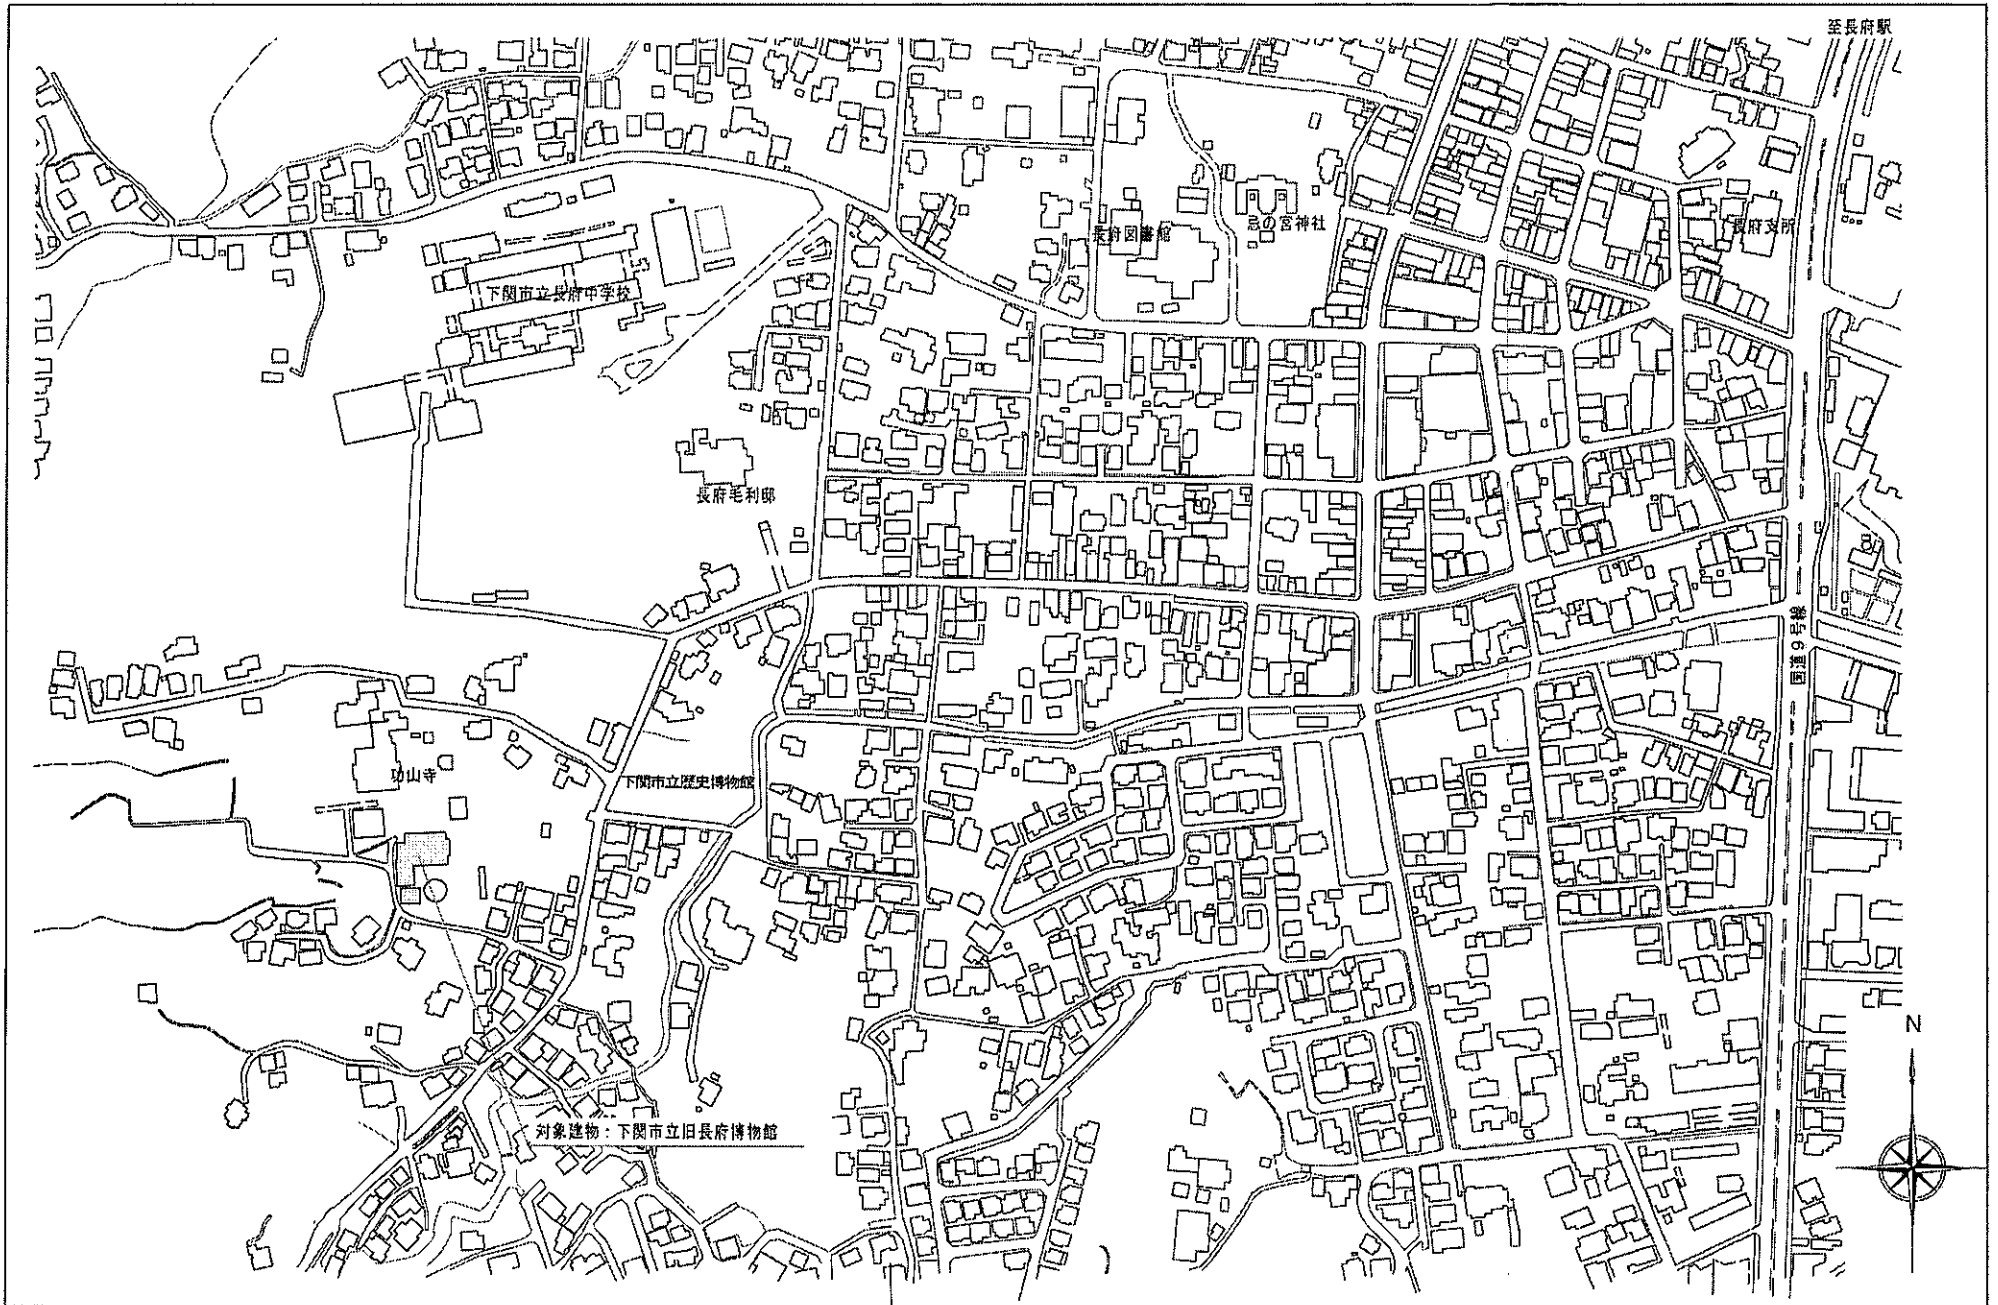 至長府駅
忌の宮神社
長府支所
長府図書館
下関市立長府中学校
長府毛利邸
国道9号線
功山寺
下関市立歴史博物館
N
対象建物：下関市立旧長府博物館